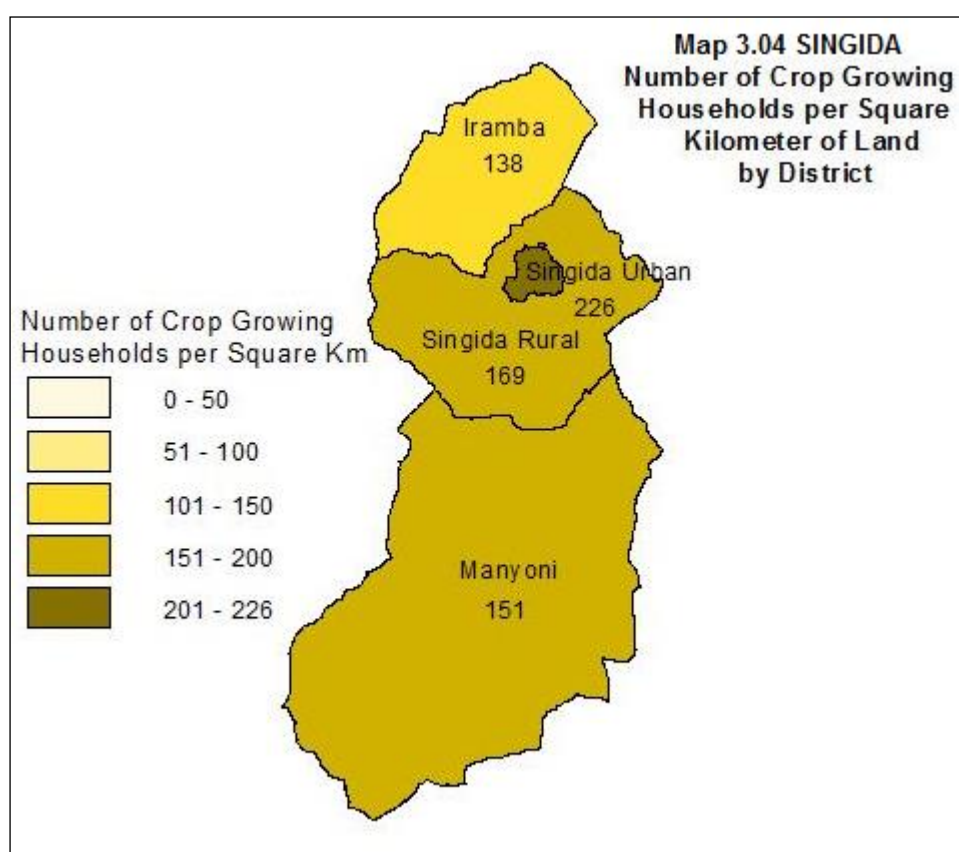 Map 3.04 SINGIDA
Number of Crop Growing
Households per Square
Kilometer of Land
by District
Iramba
138
Singida Urban
226
Singida Rural
169
Manyoni
151
Number of Crop Growing
Households per Square Km
0 - 50
51 - 100
101 - 150
151 - 200
201 - 226